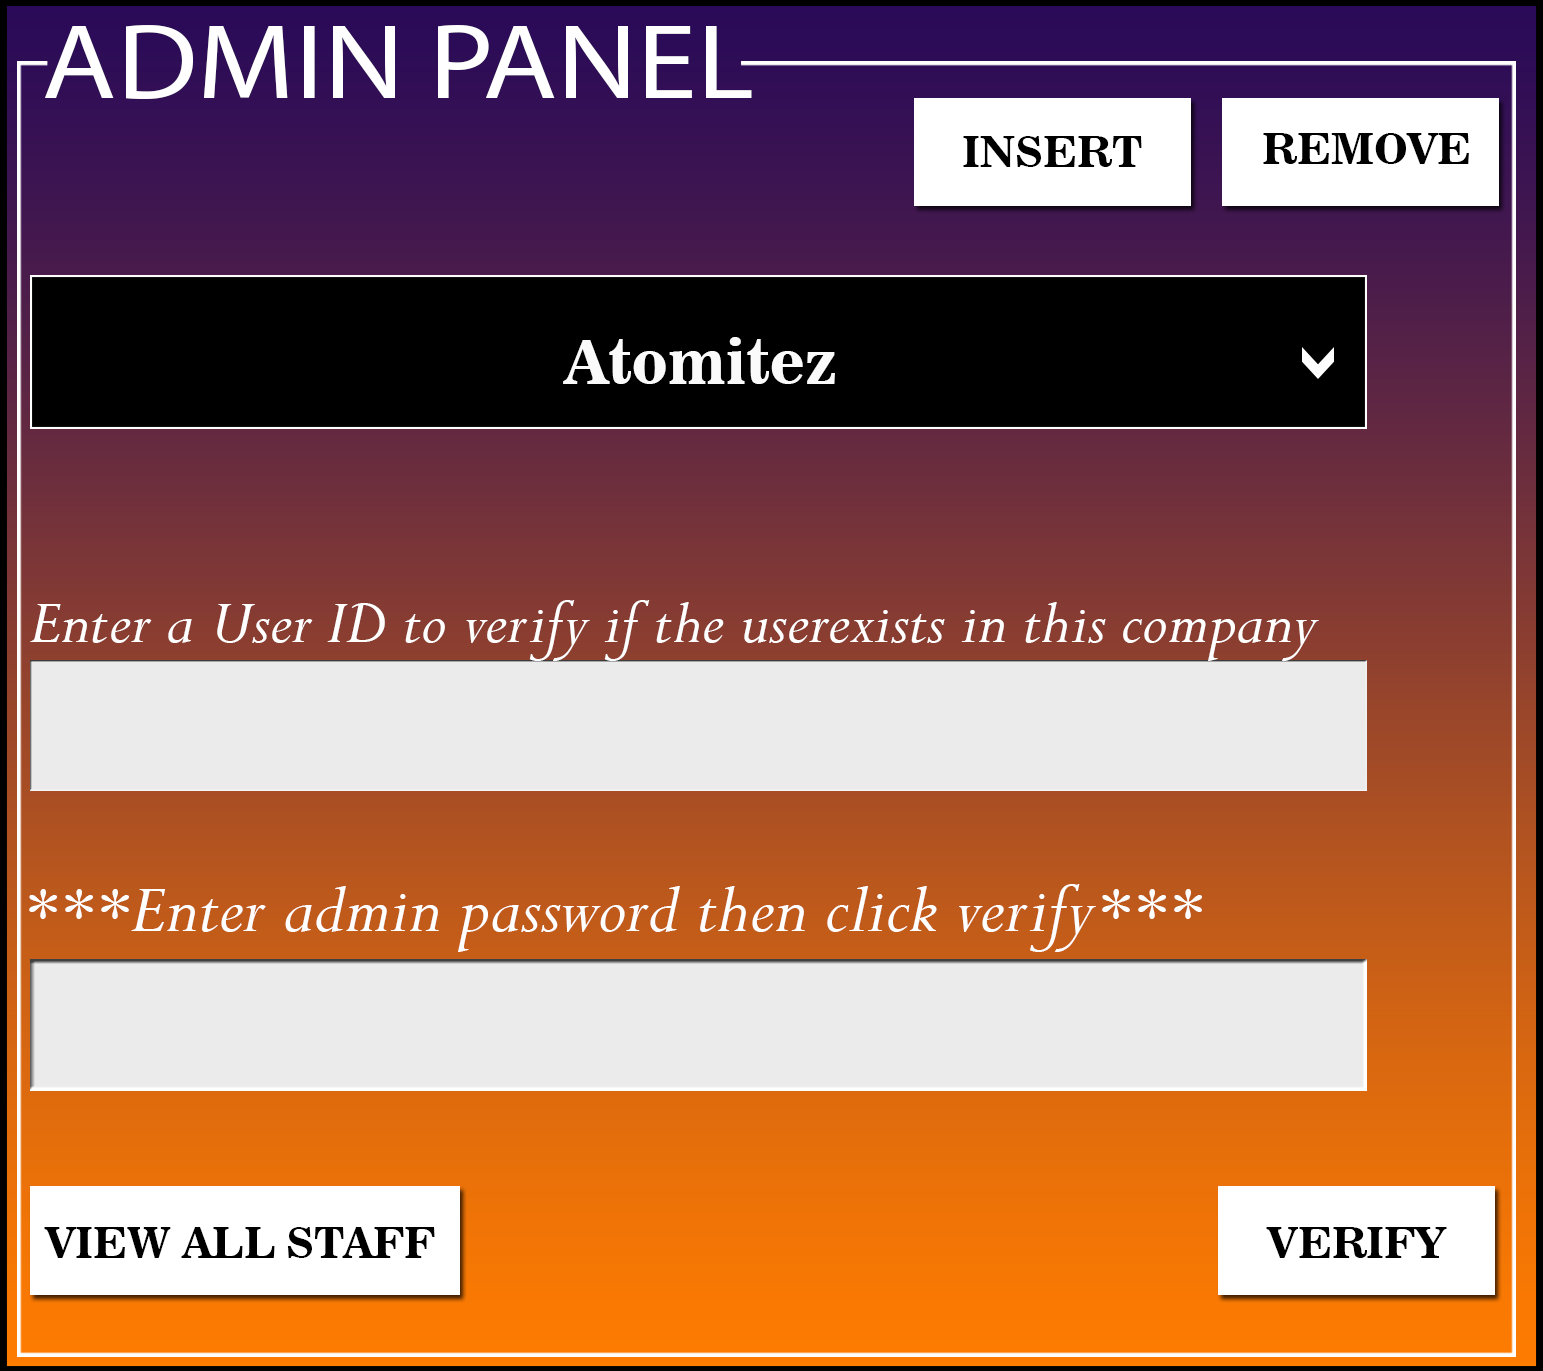 ADMIN PANEL
INSERT
REMOVE
Atomitez
Enter a User ID to verify if the userexists in this company
***Enter admin password then click verify***
VIEW ALL STAFF
VERIFY